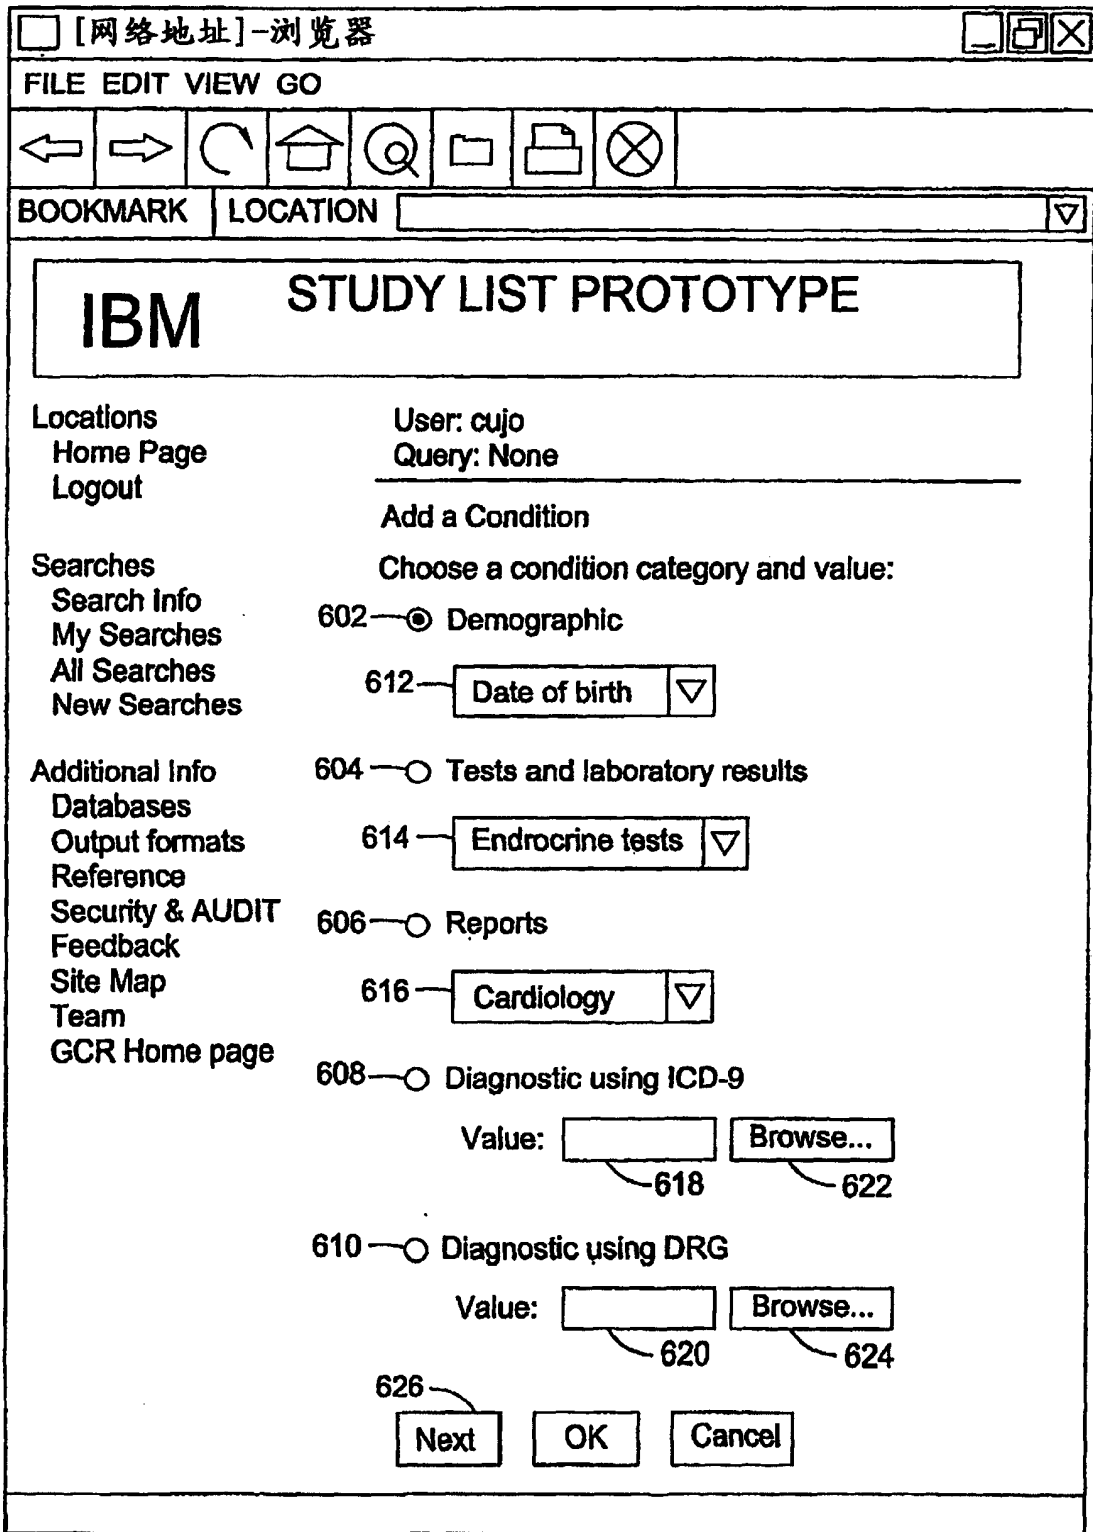 [网络地址]-浏览器
FILE EDIT VIEW GO
BOOKMARK LOCATION
IBM STUDY LIST PROTOTYPE
Locations
Home Page
Logout
Searches
Search Info
My Searches
All Searches
New Searches
Additional Info
Databases
Output formats
Reference
Security & AUDIT
Feedback
Site Map
Team
GCR Home page
User: cujo
Query: None
Add a Condition
Choose a condition category and value:
602 Demographic
612 Date of birth
604 Tests and laboratory results
614 Endrocrine tests
606 Reports
616 Cardiology
608 Diagnostic using ICD-9
Value: Browse...
618 622
610 Diagnostic using DRG
Value: Browse...
620 624
626
Next OK Cancel